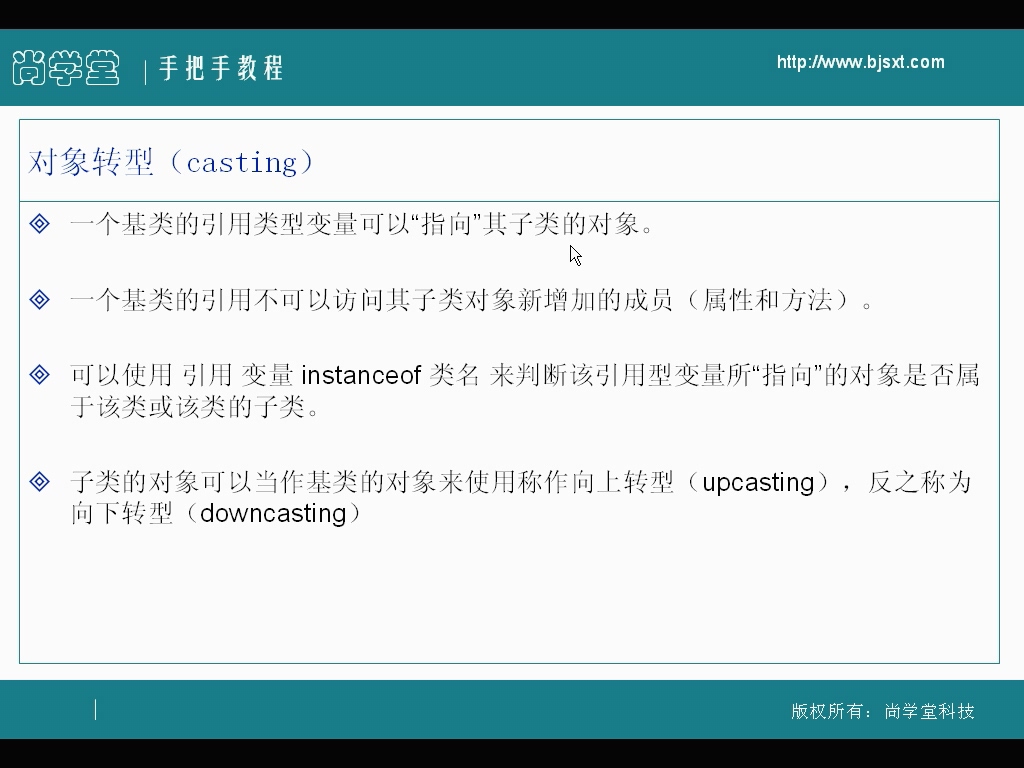 尚学堂 手把手教程 http://www.bjsxt.com
对象转型（casting）
一个基类的引用类型变量可以“指向”其子类的对象。
一个基类的引用不可以访问其子类对象新增加的成员（属性和方法）。
可以使用 引用 变量 instanceof 类名 来判断该引用型变量所“指向”的对象是否属
于该类或该类的子类。
子类的对象可以当作基类的对象来使用称作向上转型（upcasting），反之称为
向下转型（downcasting）
版权所有：尚学堂科技